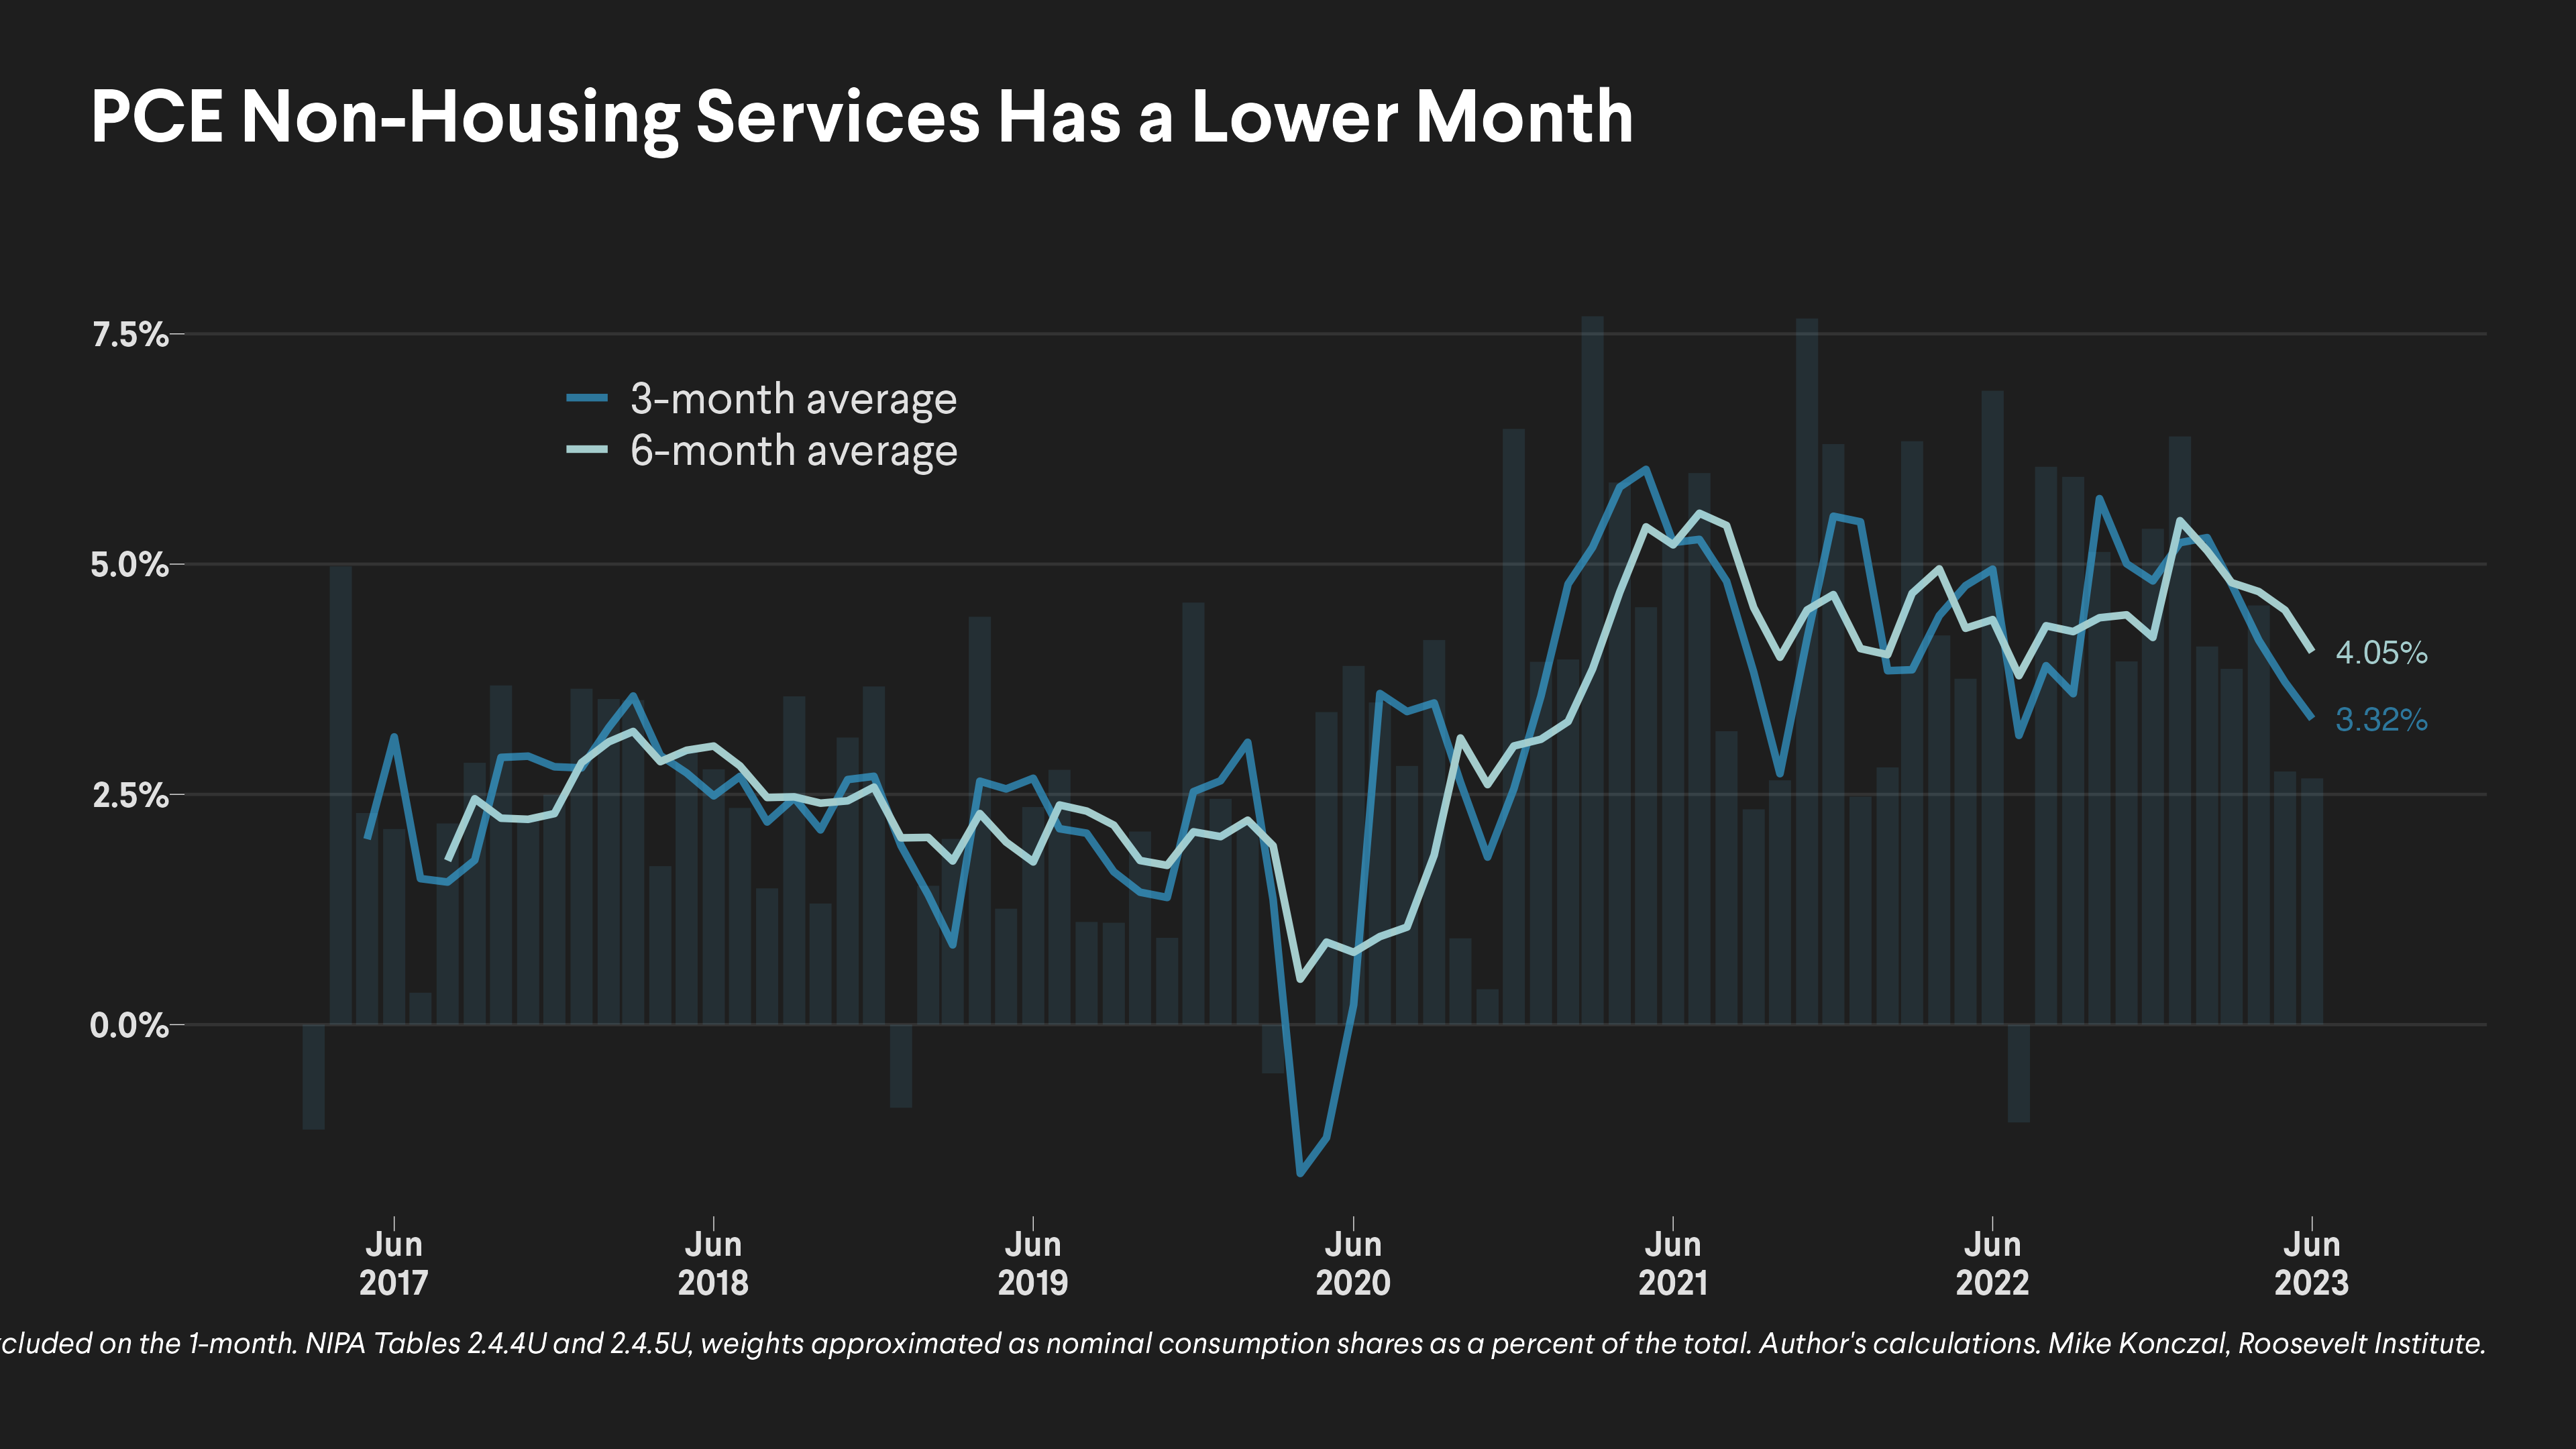 PCE Non-Housing Services Has a Lower Month
7.5%
3-month average
6-month average
5.0%
4.05%
3.32%
2.5%
0.0%
Jun
2017
Jun
2018
Jun
2019
Jun
2020
Jun
2021
Jun
2022
Jun
2023
on the 1-month. NIPA Tables 2.4.4U and 2.4.5U, weights approximated as nominal consumption shares as a percent of the total. Author's calculations. Mike Konczal, Roosevelt Institute.